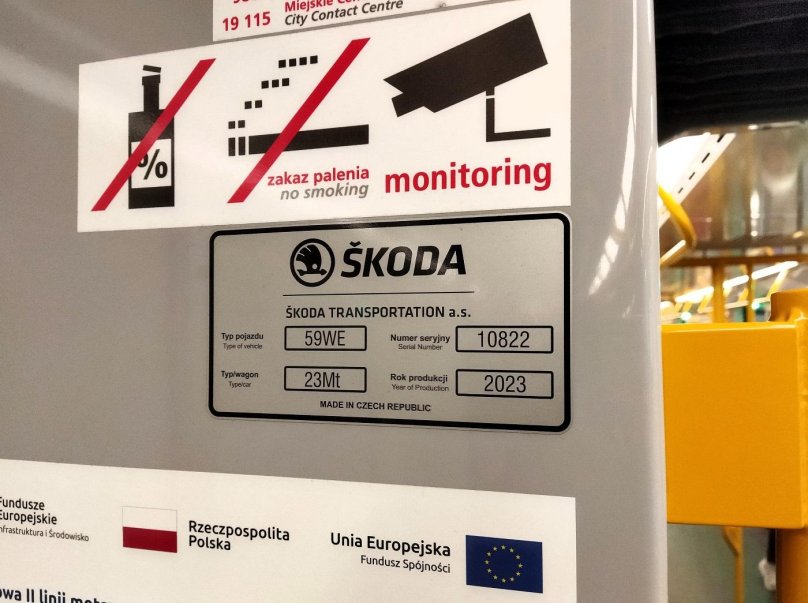 19 115
Miejskie
City Contact Centre
%
zakaz palenia
no smoking
monitoring
ŠKODA
ŠKODA TRANSPORTATION a.s.
Typ pojazdu
Type of vehicle
59WE
Numer seryjny
Serial Number
10822
Typ/wagon
Type/car
23Mt
Rok produkcji
Year of Production
2023
MADE IN CZECH REPUBLIC
Fundusze
Europejskie
Infrastruktura i Środowisko
Rzeczpospolita
Polska
Unia Europejska
Fundusz Spójności
II linii